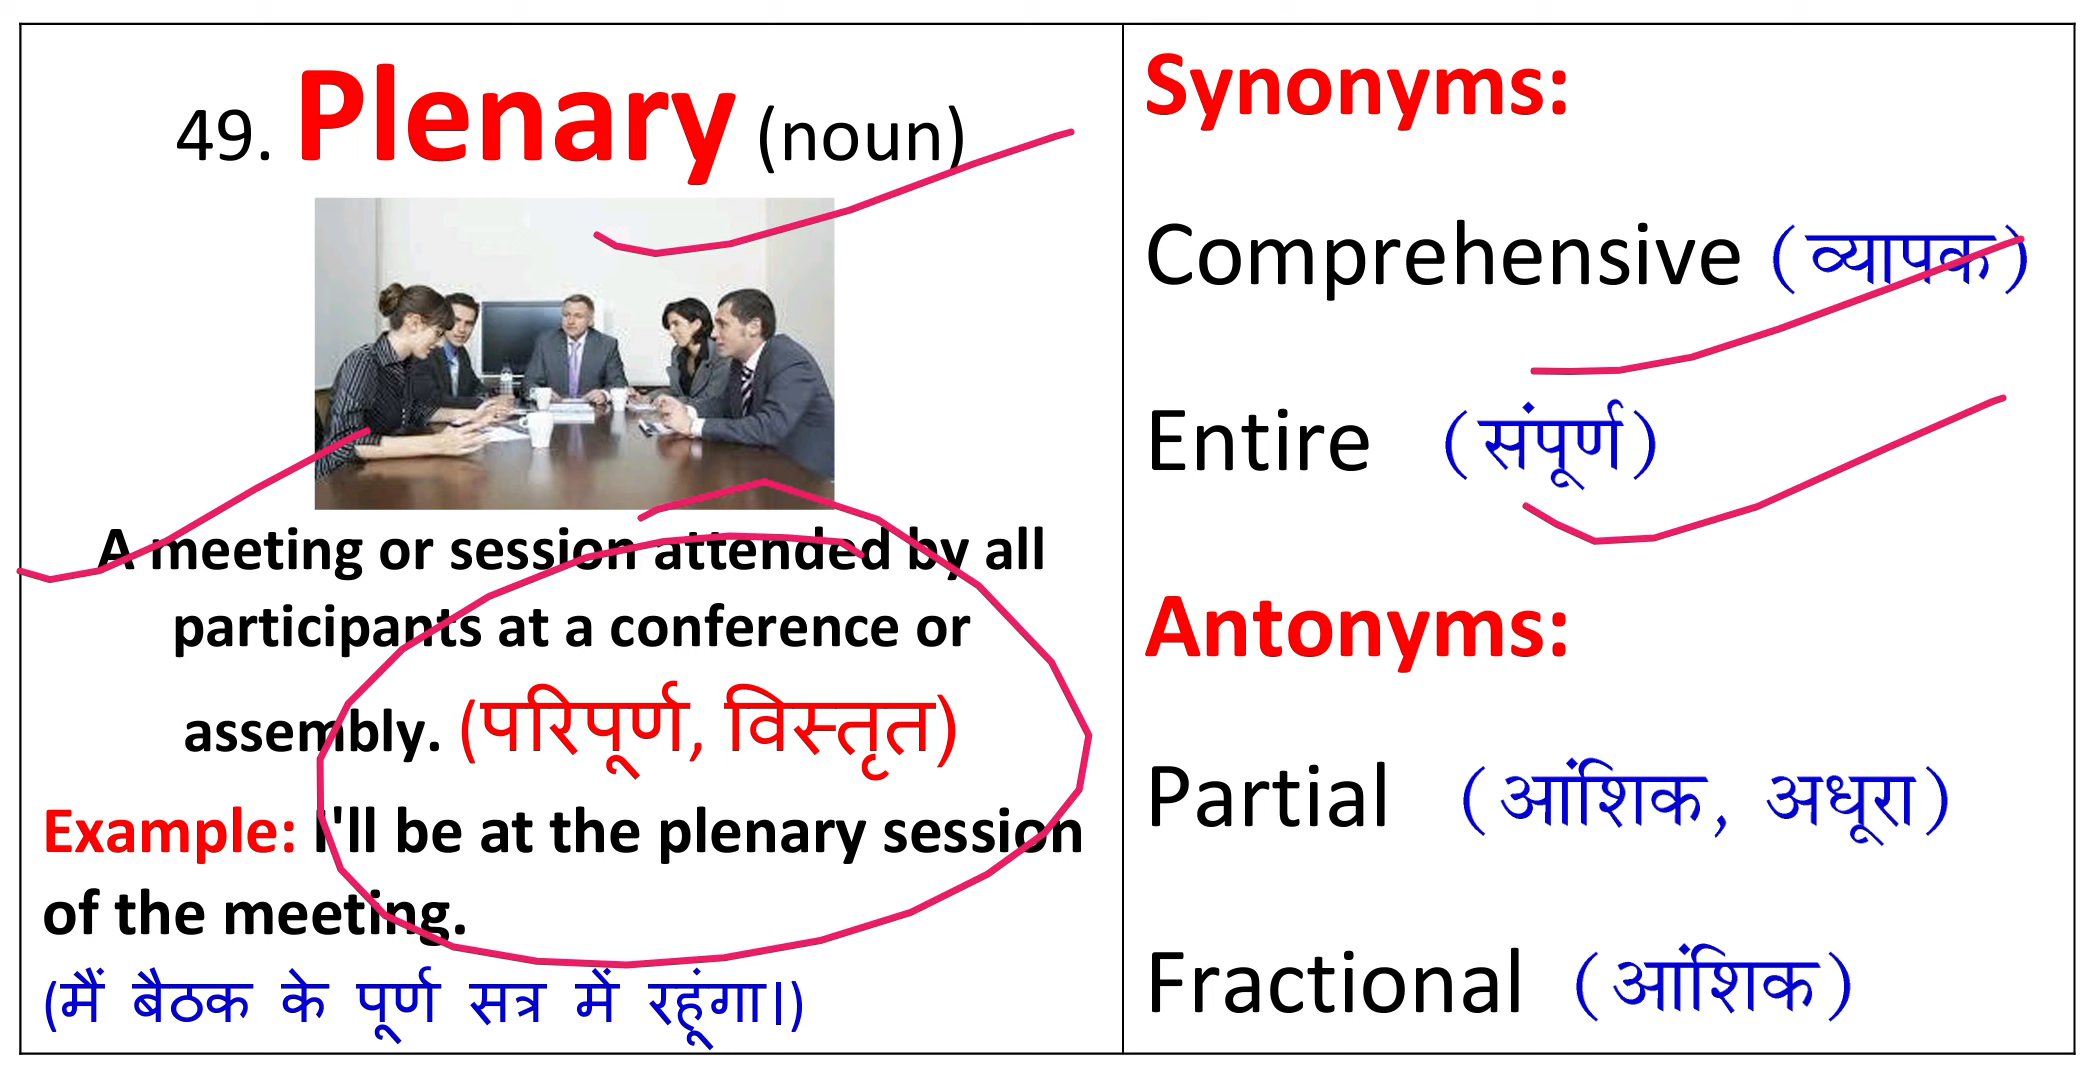 49. Plenary (noun)
A meeting or session attended by all
participants at a conference or
assembly. (परिपूर्ण, विस्तृत)
Example: I'll be at the plenary session
of the meeting.
(मैं बैठक के पूर्ण सत्र में रहूंगा।)
Synonyms:
Comprehensive (व्यापक)
Entire (संपूर्ण)
Antonyms:
Partial (आंशिक, अधूरा)
Fractional (आंशिक)